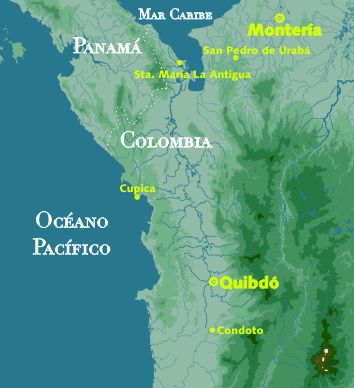 Mar Caribe
Montería
Panamá
San Pedro de Urabá
Sta. María La Antigua
Colombia
Cupica
Océano
Pacífico
Quibdó
Condoto